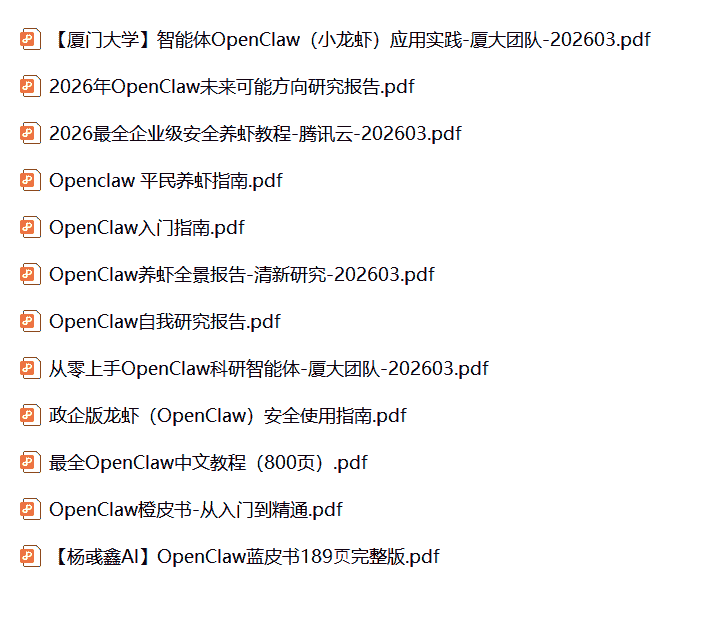 【厦门大学】智能体OpenClaw（小龙虾）应用实践-厦大团队-202603.pdf
2026年OpenClaw未来可能方向研究报告.pdf
2026最全企业级安全养虾教程-腾讯云-202603.pdf
Openclaw 平民养虾指南.pdf
OpenClaw入门指南.pdf
OpenClaw养虾全景报告-清新研究-202603.pdf
OpenClaw自我研究报告.pdf
从零上手OpenClaw科研智能体-厦大团队-202603.pdf
政企版龙虾（OpenClaw）安全使用指南.pdf
最全OpenClaw中文教程（800页）.pdf
OpenClaw橙皮书-从入门到精通.pdf
【杨彧鑫AI】OpenClaw蓝皮书189页完整版.pdf